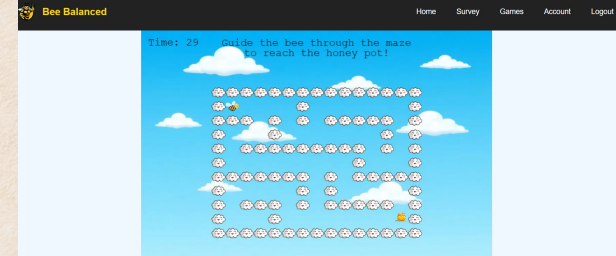 Bee Balanced
Home Survey Games Account Logout
Time: 29 Guide the bee through the maze
to reach the honey pot!